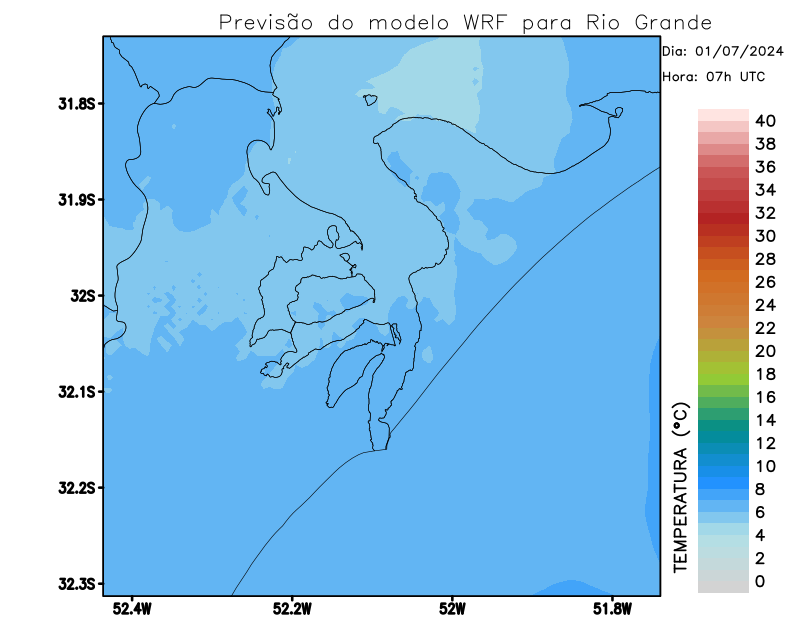 Previsão do modelo WRF para Rio Grande
Dia: 01/07/2024
Hora: 07h UTC
31.8S
31.9S
32S
32.1S
32.2S
32.3S
52.4W
52.2W
52W
51.8W
TEMPERATURA (°C)
40
38
36
34
32
30
28
26
24
22
20
18
16
14
12
10
8
6
4
2
0